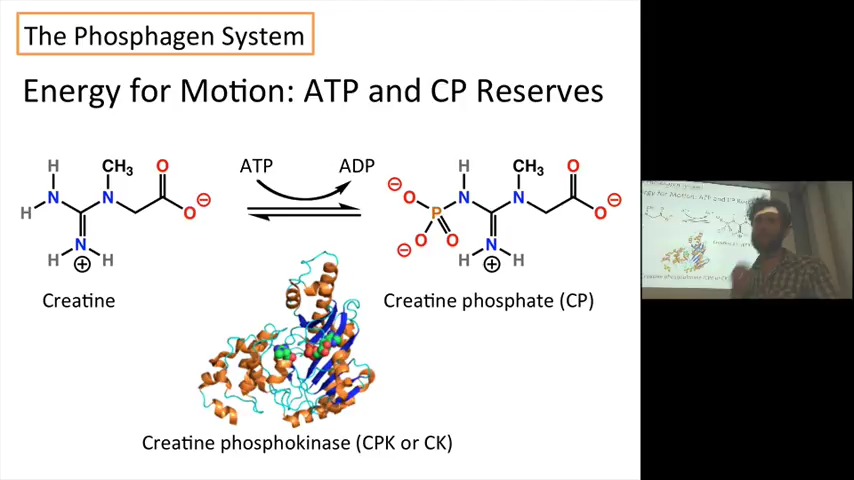 The Phosphagen System
Energy for Motion: ATP and CP Reserves
H
CH3
O
ATP
ADP
H
CH3
O
H
N
N
O
O
P
N
N
O
N
O
O
N
H
H
H
H
Creatine
Creatine phosphate (CP)
Creatine phosphokinase (CPK or CK)